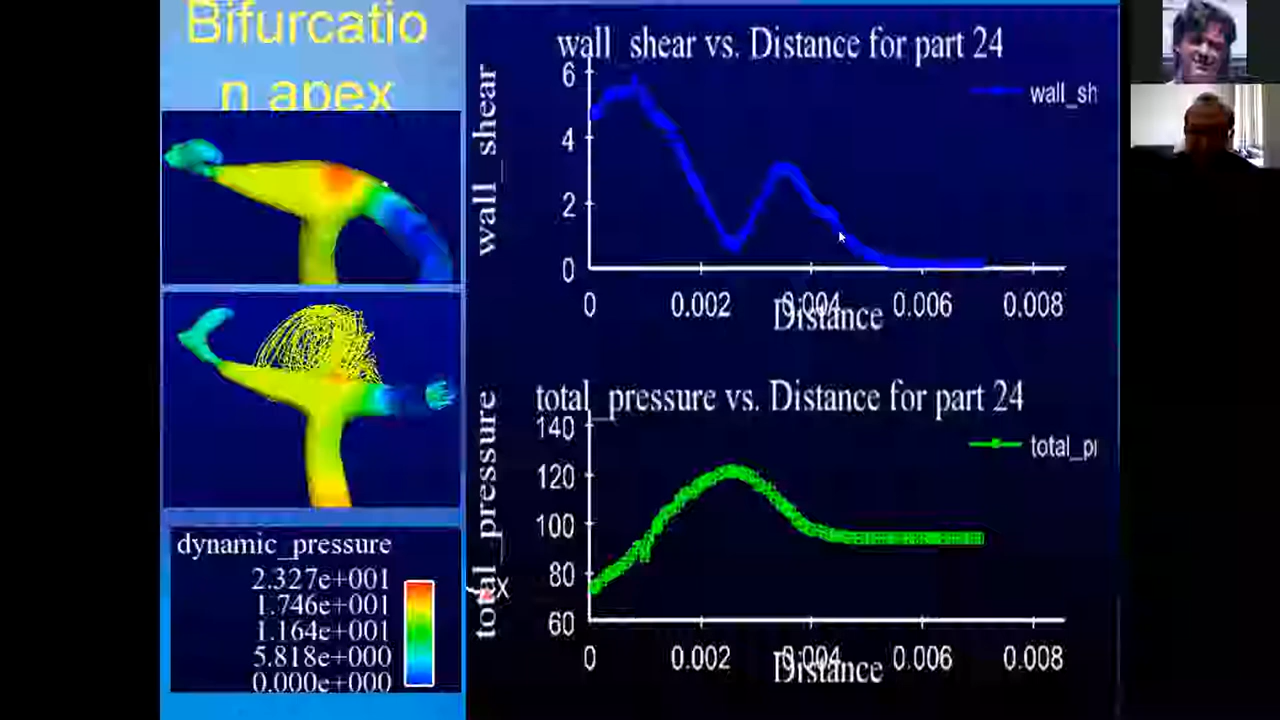 Bifurcatio
n apex
wall_shear vs. Distance for part 24
wall_sh
wall_shear
6
4
2
0
0 0.002 0.004 0.006 0.008
Distance
total_pressure vs. Distance for part 24
total_pr
total_pressure
140
120
100
80
60
0 0.002 0.004 0.006 0.008
Distance
X
dynamic_pressure
2.327e+001
1.746e+001
1.164e+001
5.818e+000
0.000e+000